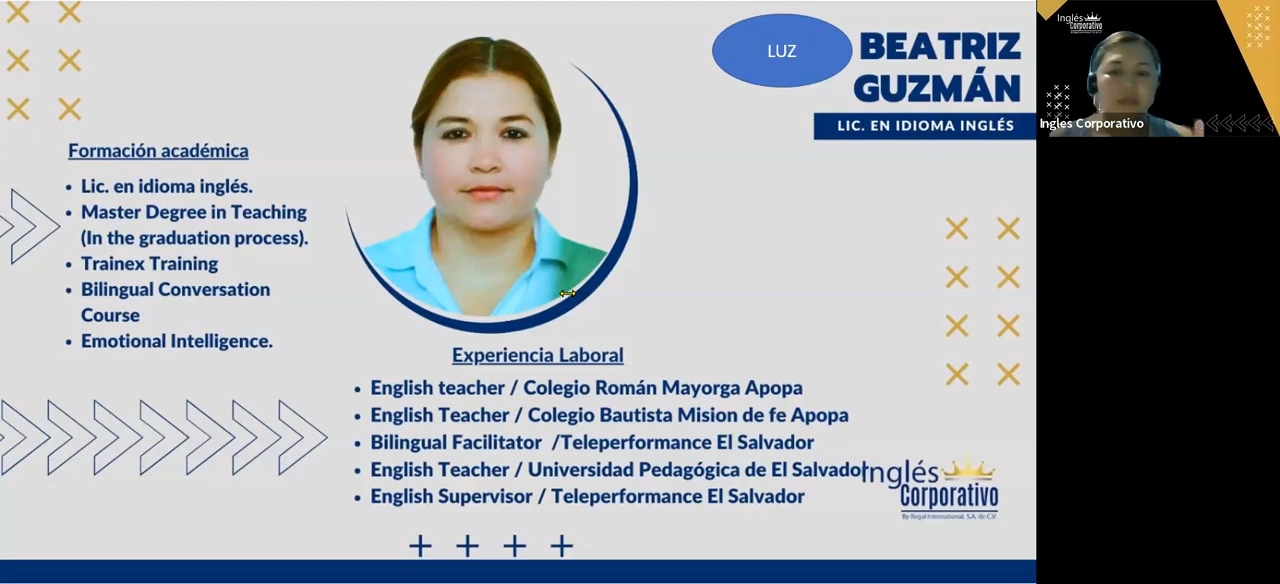 LUZ
BEATRIZ
GUZMÁN
LIC. EN IDIOMA INGLÉS
Formación académica
• Lic. en idioma inglés.
• Master Degree in Teaching
(In the graduation process).
• Trainex Training
• Bilingual Conversation
Course
• Emotional Intelligence.
Experiencia Laboral
• English teacher / Colegio Román Mayorga Apopa
• English Teacher / Colegio Bautista Mision de fe Apopa
• Bilingual Facilitator /Teleperformance El Salvador
• English Teacher / Universidad Pedagógica de El Salvador
• English Supervisor / Teleperformance El Salvador
Inglés
Corporativo
By Regal International, S.A. de C.V.
Inglés
Corporativo
Ingles Corporativo